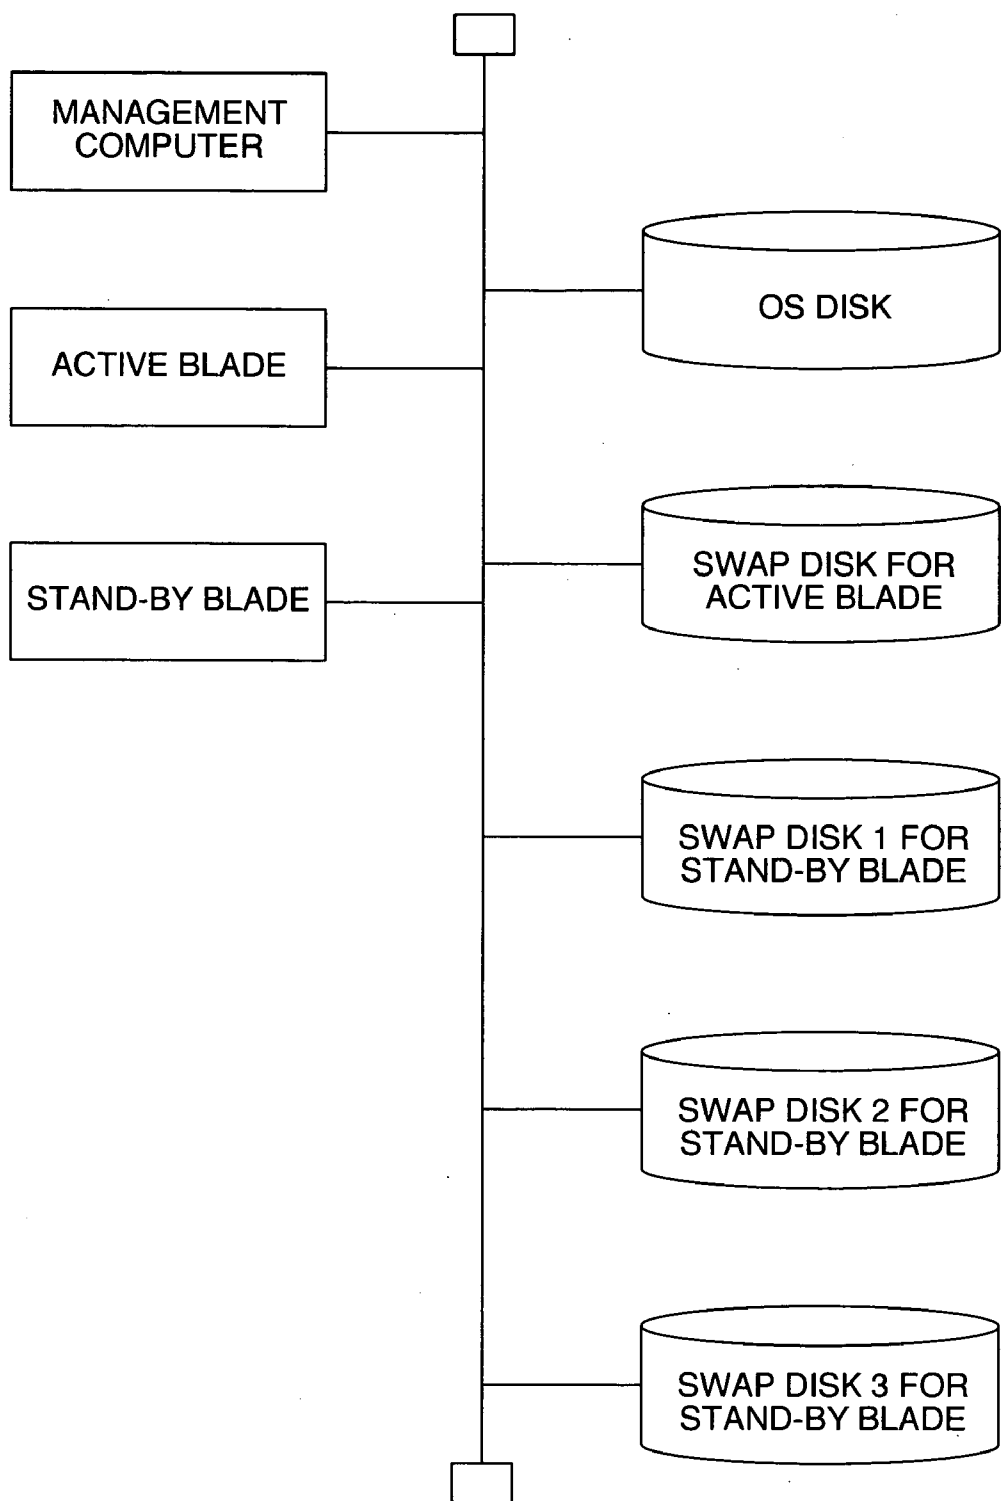 MANAGEMENT
COMPUTER
OS DISK
ACTIVE BLADE
SWAP DISK FOR
ACTIVE BLADE
STAND-BY BLADE
SWAP DISK 1 FOR
STAND-BY BLADE
SWAP DISK 2 FOR
STAND-BY BLADE
SWAP DISK 3 FOR
STAND-BY BLADE